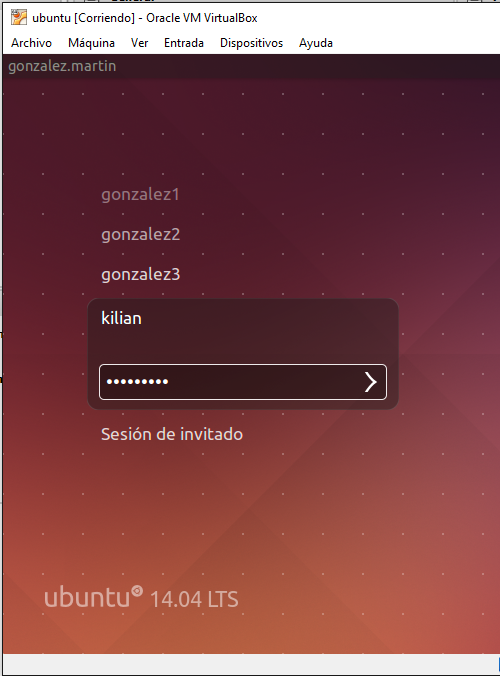 ubuntu [Corriendo] - Oracle VM VirtualBox
Archivo Máquina Ver Entrada Dispositivos Ayuda
gonzalez.martin
gonzalez1
gonzalez2
gonzalez3
kilian
•••••••••
Sesión de invitado
ubuntu 14.04 LTS